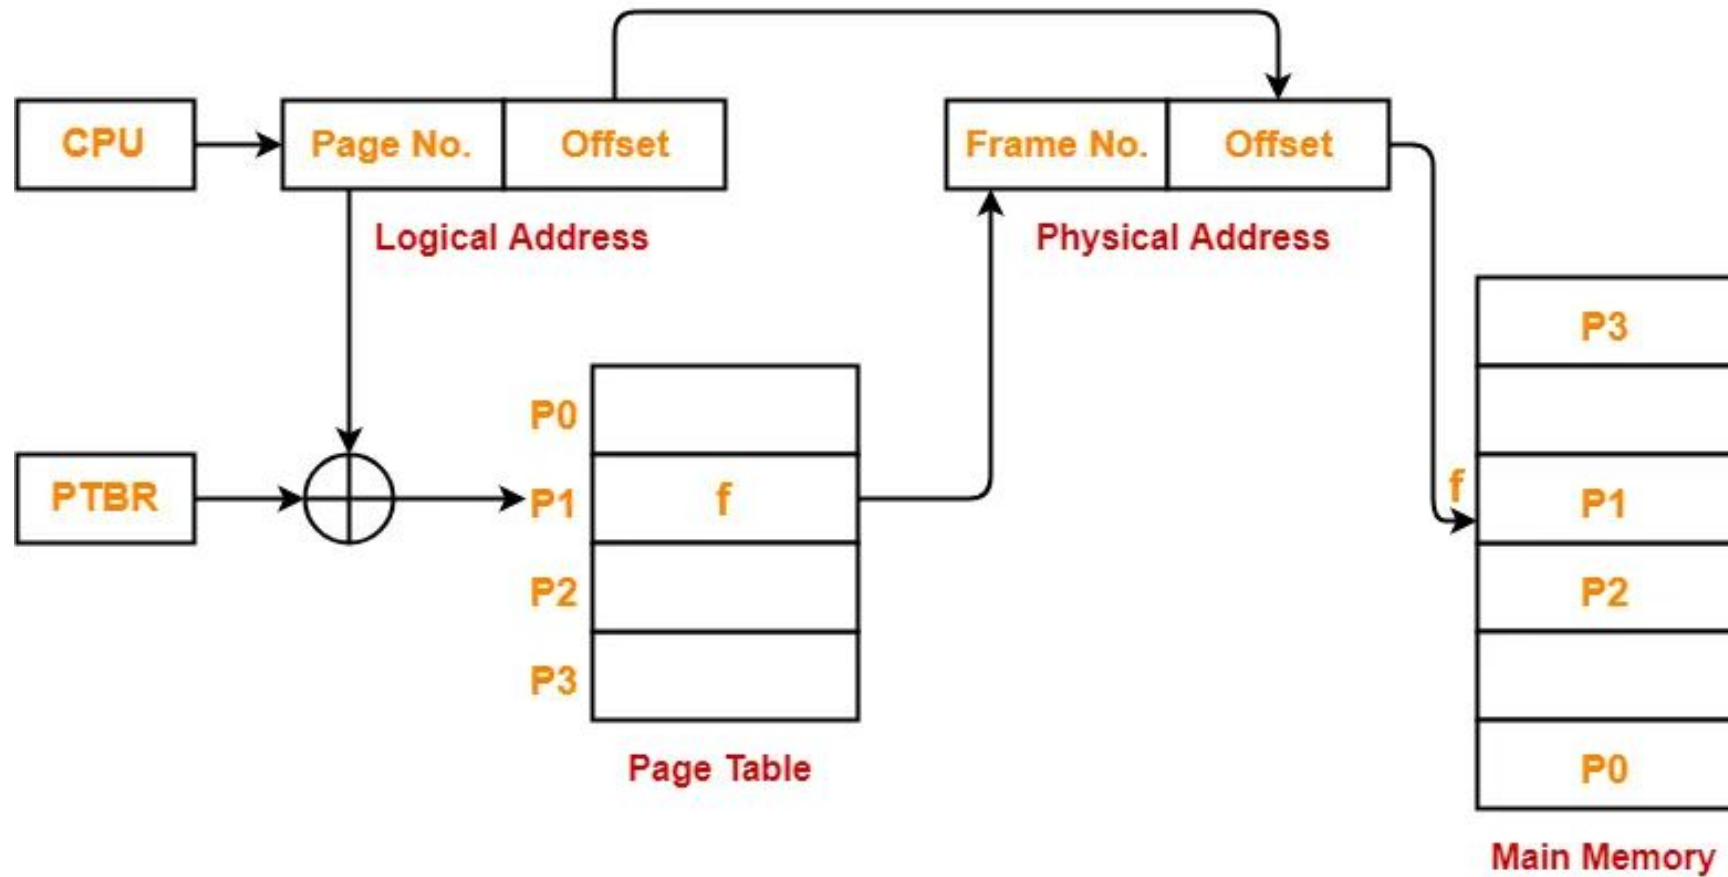 CPU
Page No.
Offset
Frame No.
Offset
Logical Address
Physical Address
P3
P0
PTBR
P1
f
f
P1
P2
P2
P3
Page Table
P0
Main Memory